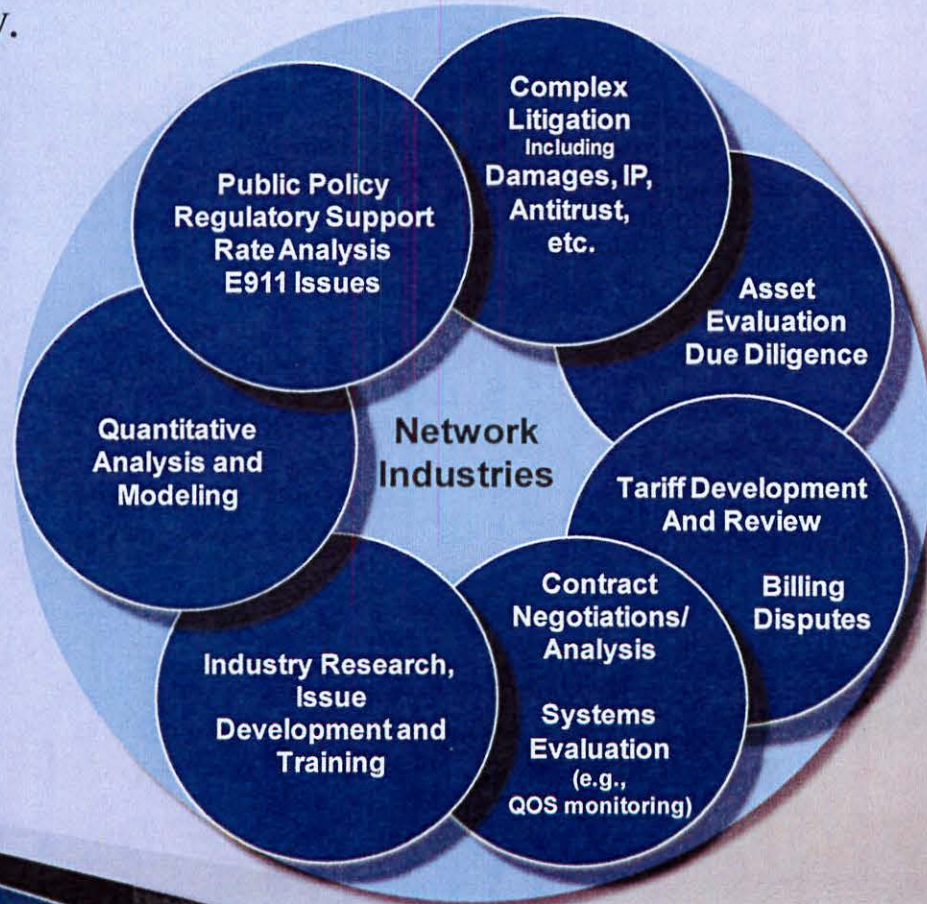 Complex
Litigation
Including
Damages, IP,
Antitrust,
etc.
Public Policy
Regulatory Support
Rate Analysis
E911 Issues
Asset
Evaluation
Due Diligence
Quantitative
Analysis and
Modeling
Network
Industries
Tariff Development
And Review
Billing
Disputes
Contract
Negotiations/
Analysis
Systems
Evaluation
(e.g.,
QOS monitoring)
Industry Research,
Issue
Development and
Training